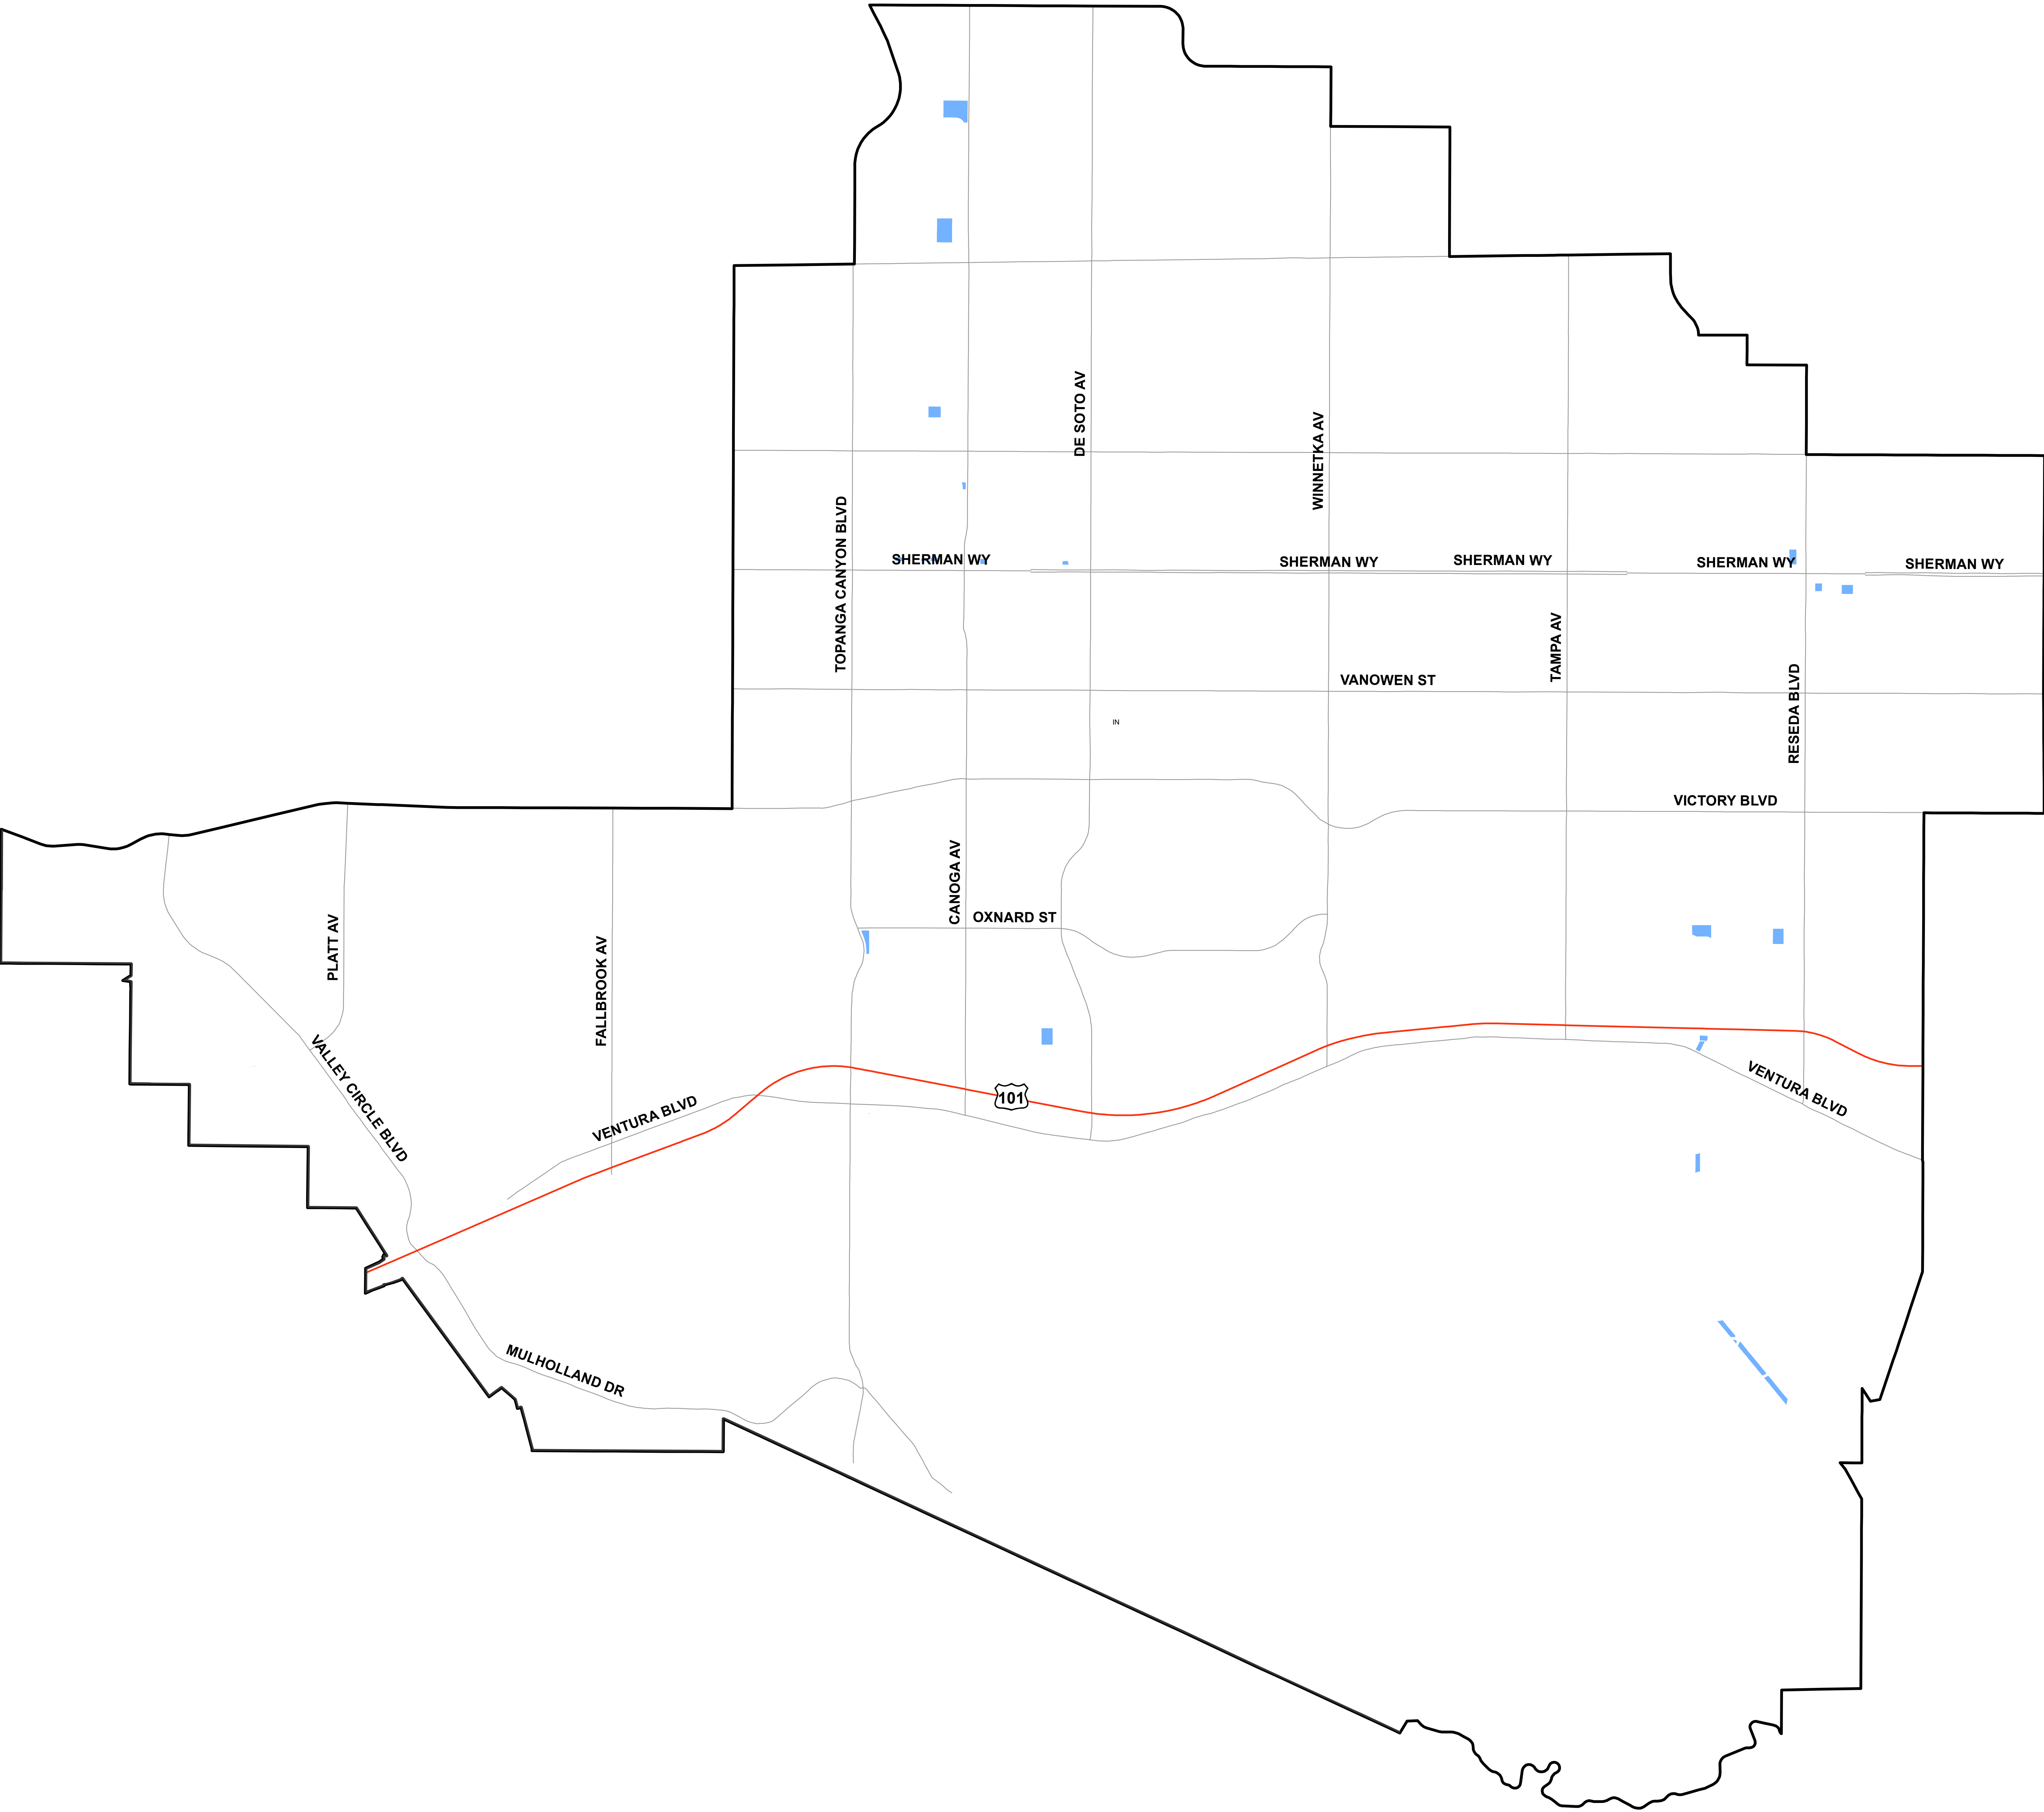 DE SOTO AV
WINNETKA AV
TOPANGA CANYON BLVD
SHERMAN WY
SHERMAN WY
SHERMAN WY
SHERMAN WY
SHERMAN WY
TAMPA AV
VANOWEN ST
RESEDA BLVD
IN
VICTORY BLVD
CANOGA AV
OXNARD ST
PLATT AV
FALLBROOK AV
VALLEY CIRCLE BLVD
VENTURA BLVD
101
VENTURA BLVD
MULHOLLAND DR